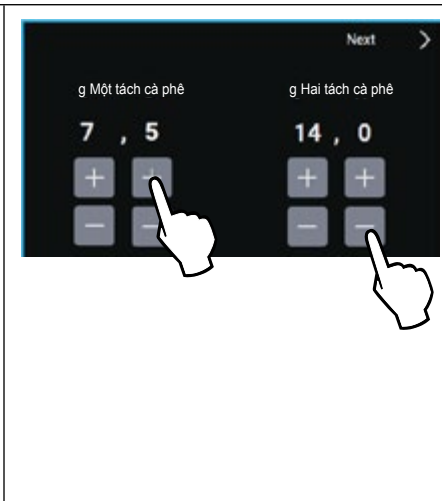 Next >
g Một tách cà phê g Hai tách cà phê
7 , 5 14 , 0
+ + + +
− − − −